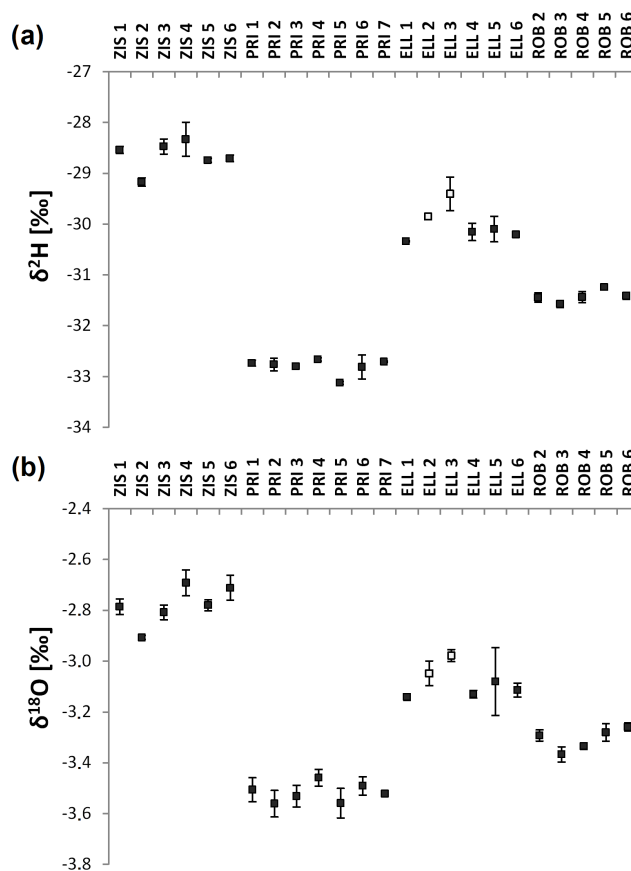 (a)
ZIS 1 ZIS 2 ZIS 3 ZIS 4 ZIS 5 ZIS 6 PRI 1 PRI 2 PRI 3 PRI 4 PRI 5 PRI 6 PRI 7 ELL 1 ELL 2 ELL 3 ELL 4 ELL 5 ELL 6 ROB 2 ROB 3 ROB 4 ROB 5 ROB 6
-27
-28
-29
-30
-31
-32
-33
-34
δ²H [‰]
(b)
ZIS 1 ZIS 2 ZIS 3 ZIS 4 ZIS 5 ZIS 6 PRI 1 PRI 2 PRI 3 PRI 4 PRI 5 PRI 6 PRI 7 ELL 1 ELL 2 ELL 3 ELL 4 ELL 5 ELL 6 ROB 2 ROB 3 ROB 4 ROB 5 ROB 6
-2.4
-2.6
-2.8
-3.0
-3.2
-3.4
-3.6
-3.8
δ¹⁸O [‰]